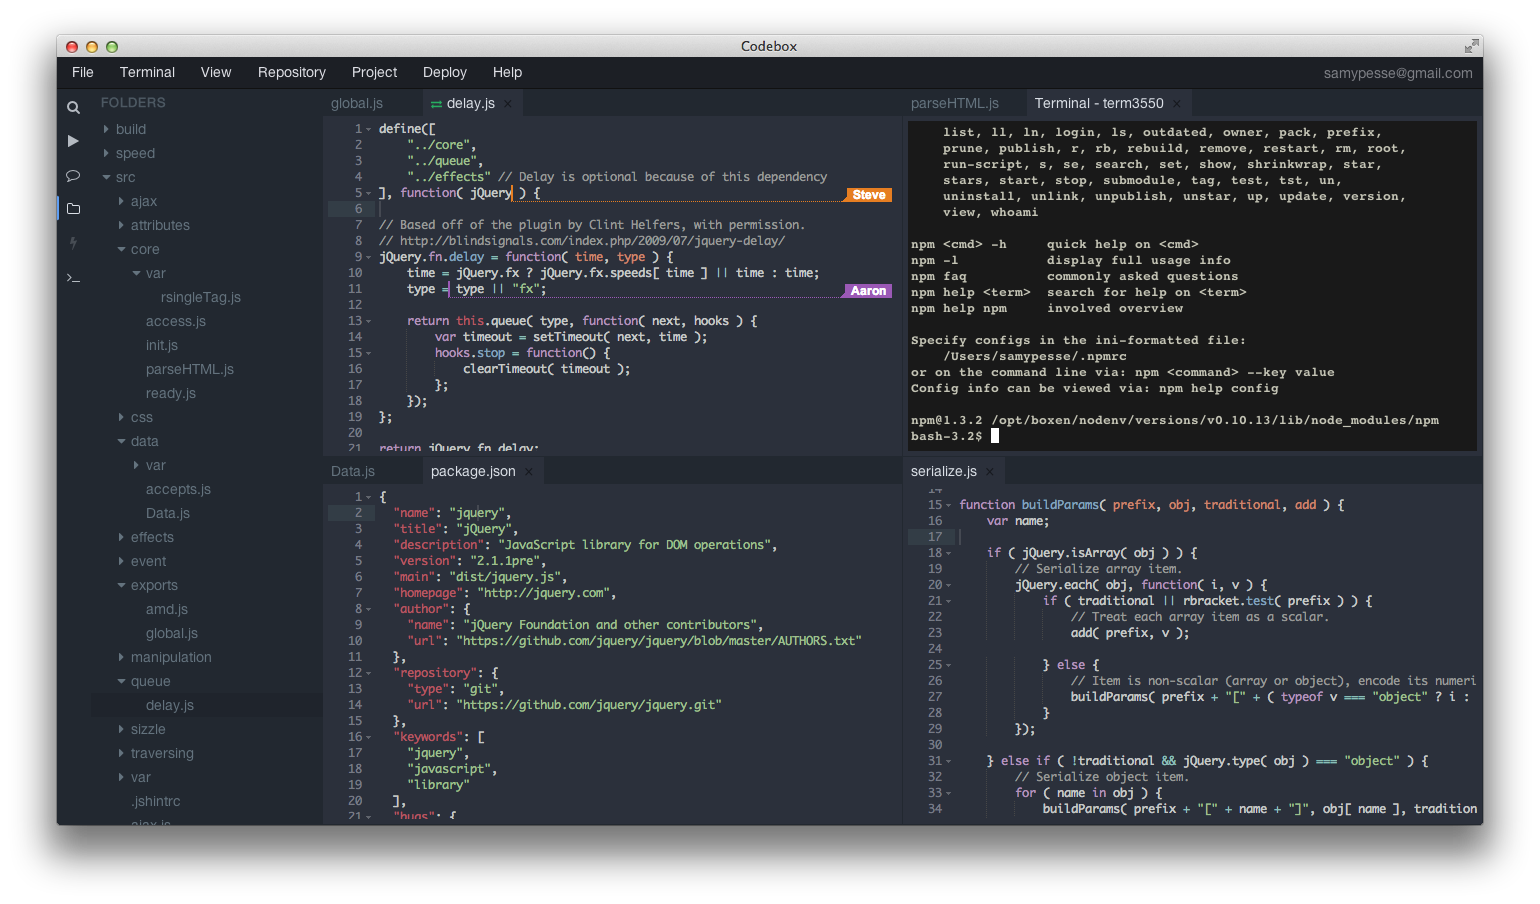 Codebox
File Terminal View Repository Project Deploy Help
samypesse@gmail.com
FOLDERS
build
speed
src
ajax
attributes
core
var
rsingleTag.js
access.js
init.js
parseHTML.js
ready.js
css
data
var
accepts.js
Data.js
effects
event
exports
amd.js
global.js
manipulation
queue
delay.js
sizzle
traversing
var
.jshintrc
ajax.js
global.js delay.js ×
1 define([
2 "../core",
3 "../queue",
4 "../effects" // Delay is optional because of this dependency
5 ], function( jQuery ) {
Steve
6
7 // Based off of the plugin by Clint Helfers, with permission.
8 // http://blindsignals.com/index.php/2009/07/jquery-delay/
9 jQuery.fn.delay = function( time, type ) {
10 time = jQuery.fx ? jQuery.fx.speeds[ time ] || time : time;
11 type = type || "fx";
Aaron
12
13 return this.queue( type, function( next, hooks ) {
14 var timeout = setTimeout( next, time );
15 hooks.stop = function() {
16 clearTimeout( timeout );
17 };
18 });
19 };
20
21 return jQuery.fn.delay;
parseHTML.js Terminal - term3550 ×
list, ll, ln, login, ls, outdated, owner, pack, prefix,
prune, publish, r, rb, rebuild, remove, restart, rm, root,
run-script, s, se, search, set, show, shrinkwrap, star,
stars, start, stop, submodule, tag, test, tst, un,
uninstall, unlink, unpublish, unstar, up, update, version,
view, whoami
npm <cmd> -h quick help on <cmd>
npm -l display full usage info
npm faq commonly asked questions
npm help <term> search for help on <term>
npm help npm involved overview
Specify configs in the ini-formatted file:
/Users/samypesse/.npmrc
or on the command line via: npm <command> --key value
Config info can be viewed via: npm help config
npm@1.3.2 /opt/boxen/nodenv/versions/v0.10.13/lib/node_modules/npm
bash-3.2$
Data.js package.json ×
1 {
2 "name": "jquery",
3 "title": "jQuery",
4 "description": "JavaScript library for DOM operations",
5 "version": "2.1.1pre",
6 "main": "dist/jquery.js",
7 "homepage": "http://jquery.com",
8 "author": {
9 "name": "jQuery Foundation and other contributors",
10 "url": "https://github.com/jquery/jquery/blob/master/AUTHORS.txt"
11 },
12 "repository": {
13 "type": "git",
14 "url": "https://github.com/jquery/jquery.git"
15 },
16 "keywords": [
17 "jquery",
18 "javascript",
19 "library"
20 ],
21 "bugs": {
serialize.js ×
14
15 function buildParams( prefix, obj, traditional, add ) {
16 var name;
17
18 if ( jQuery.isArray( obj ) ) {
19 // Serialize array item.
20 jQuery.each( obj, function( i, v ) {
21 if ( traditional || rbracket.test( prefix ) ) {
22 // Treat each array item as a scalar.
23 add( prefix, v );
24
25 } else {
26 // Item is non-scalar (array or object), encode its numeri
27 buildParams( prefix + "[" + ( typeof v === "object" ? i :
28 }
29 });
30
31 } else if ( !traditional && jQuery.type( obj ) === "object" ) {
32 // Serialize object item.
33 for ( name in obj ) {
34 buildParams( prefix + "[" + name + "]", obj[ name ], tradition